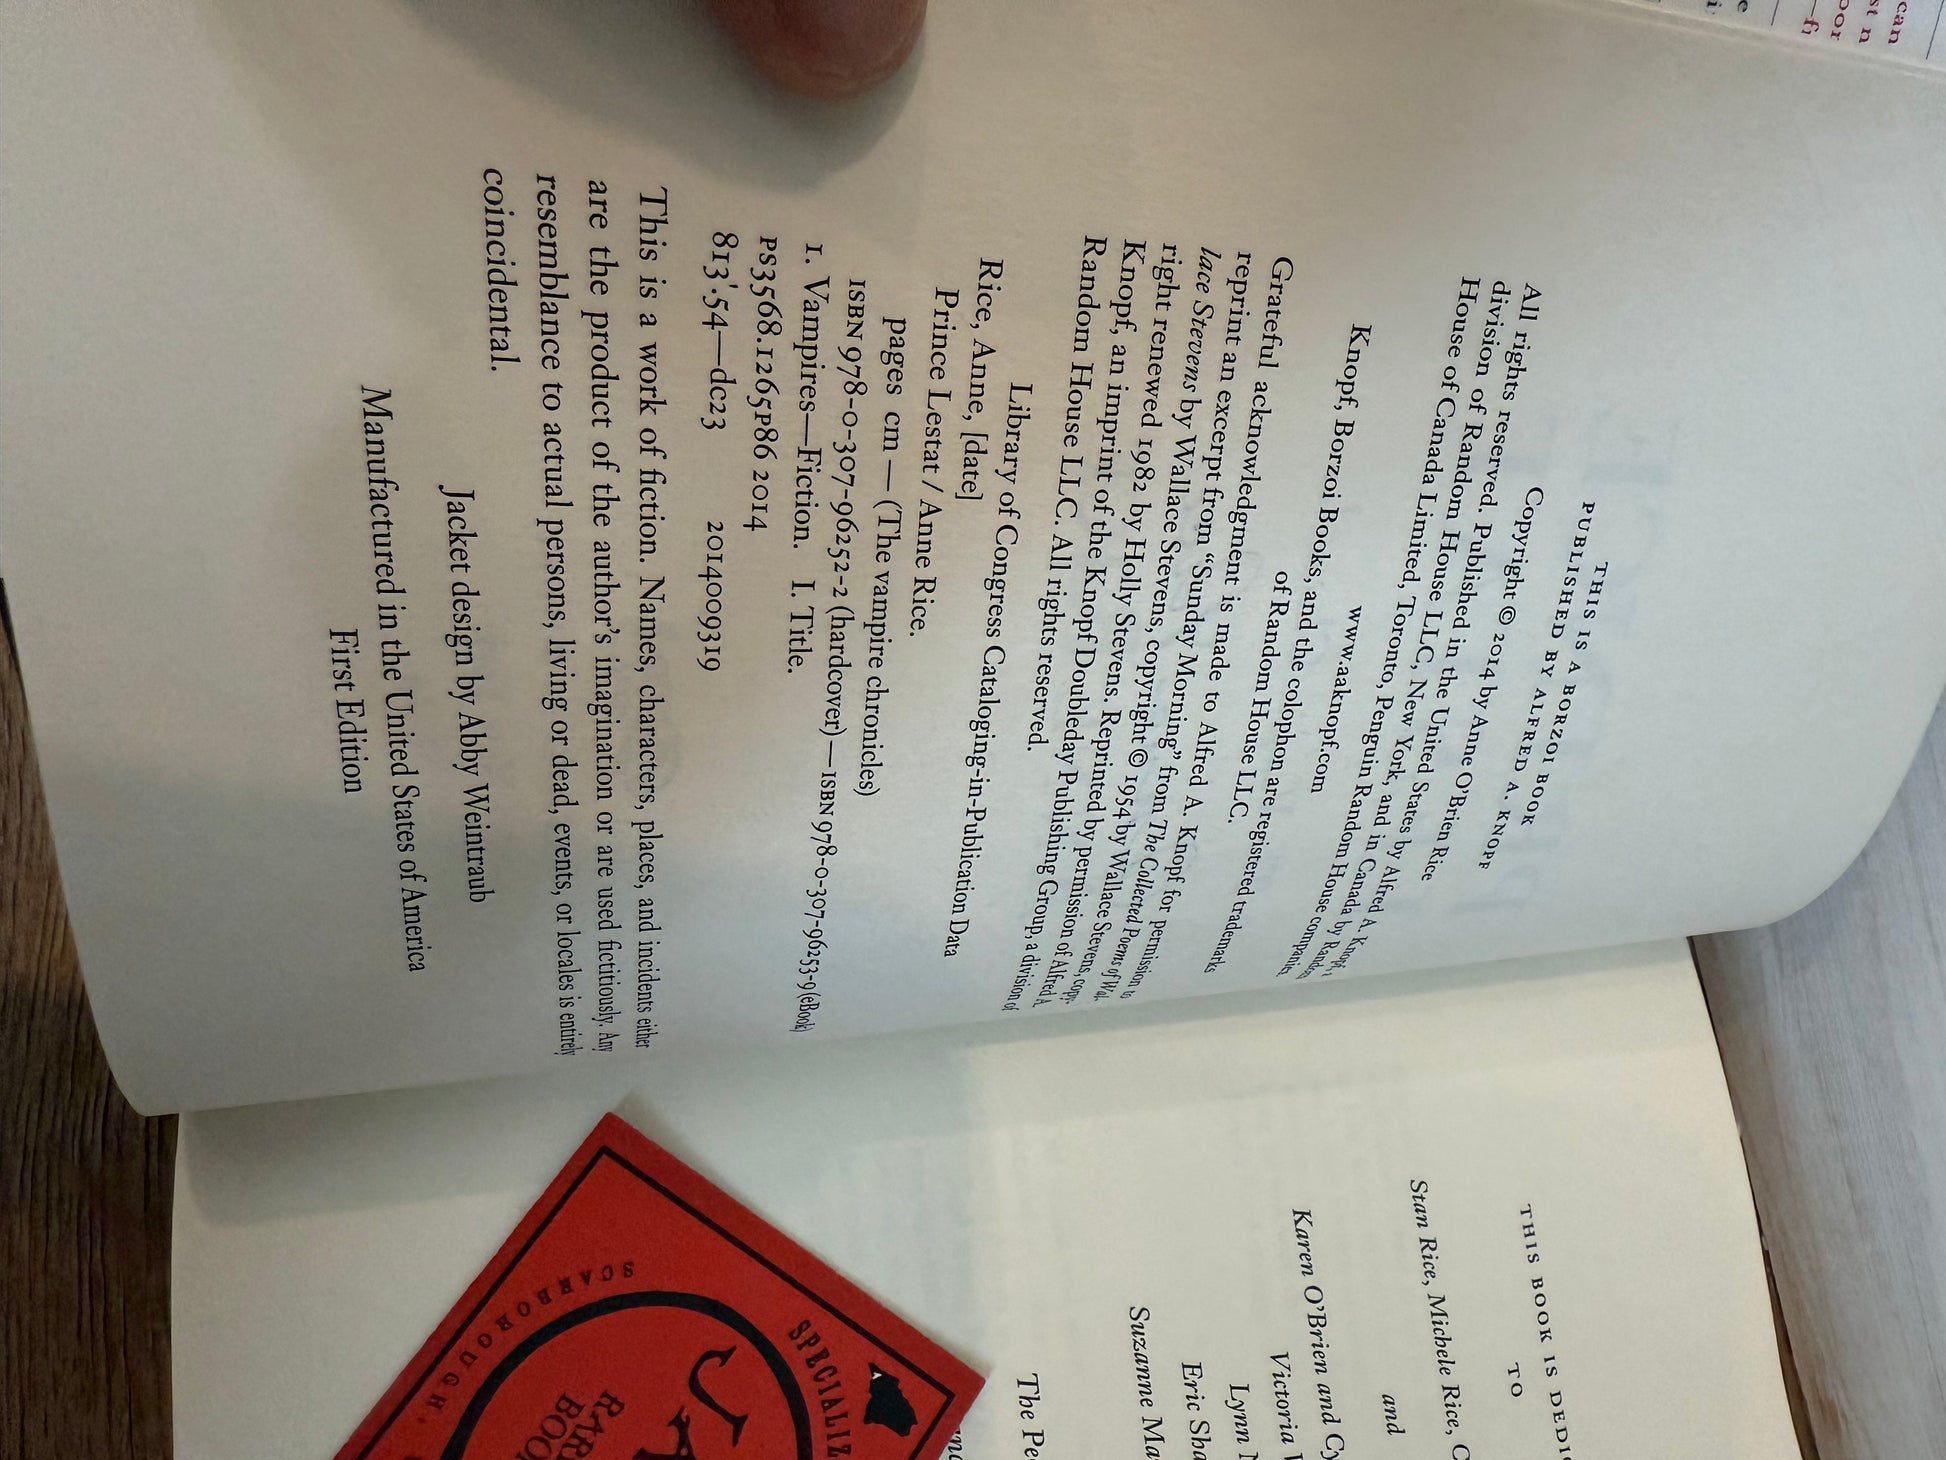 THIS IS A BORZOI BOOK
PUBLISHED BY ALFRED A. KNOPF
Copyright © 2014 by Anne O'Brien Rice
All rights reserved. Published in the United States by Alfred A. Knopf, a
division of Random House LLC, New York, and in Canada by Random
House of Canada Limited, Toronto, Penguin Random House companies.
www.aaknopf.com
Knopf, Borzoi Books, and the colophon are registered trademarks
of Random House LLC.
Grateful acknowledgment is made to Alfred A. Knopf for permission to
reprint an excerpt from “Sunday Morning” from The Collected Poems of Wal-
lace Stevens by Wallace Stevens, copyright © 1954 by Wallace Stevens, copy-
right renewed 1982 by Holly Stevens. Reprinted by permission of Alfred A.
Knopf, an imprint of the Knopf Doubleday Publishing Group, a division of
Random House LLC. All rights reserved.
Library of Congress Cataloging-in-Publication Data
Rice, Anne, [date]
Prince Lestat / Anne Rice.
pages cm — (The vampire chronicles)
ISBN 978-0-307-96252-2 (hardcover)—ISBN 978-0-307-96253-9 (eBook)
1. Vampires—Fiction. I. Title.
PS3568.I265P86 2014
813'.54—dc23 2014009319
This is a work of fiction. Names, characters, places, and incidents either
are the product of the author's imagination or are used fictitiously. Any
resemblance to actual persons, living or dead, events, or locales is entirely
coincidental.
Jacket design by Abby Weintraub
Manufactured in the United States of America
First Edition
THIS BOOK IS DEDIC
TO
Stan Rice, Michele Rice, C
and
Karen O'Brien and Cy
Victoria
Lynn
Eric Sha
Suzanne Ma
The Pe
SPECIALIZ
SCARBOROUGH,
RARE
BOO
can
st n
oor